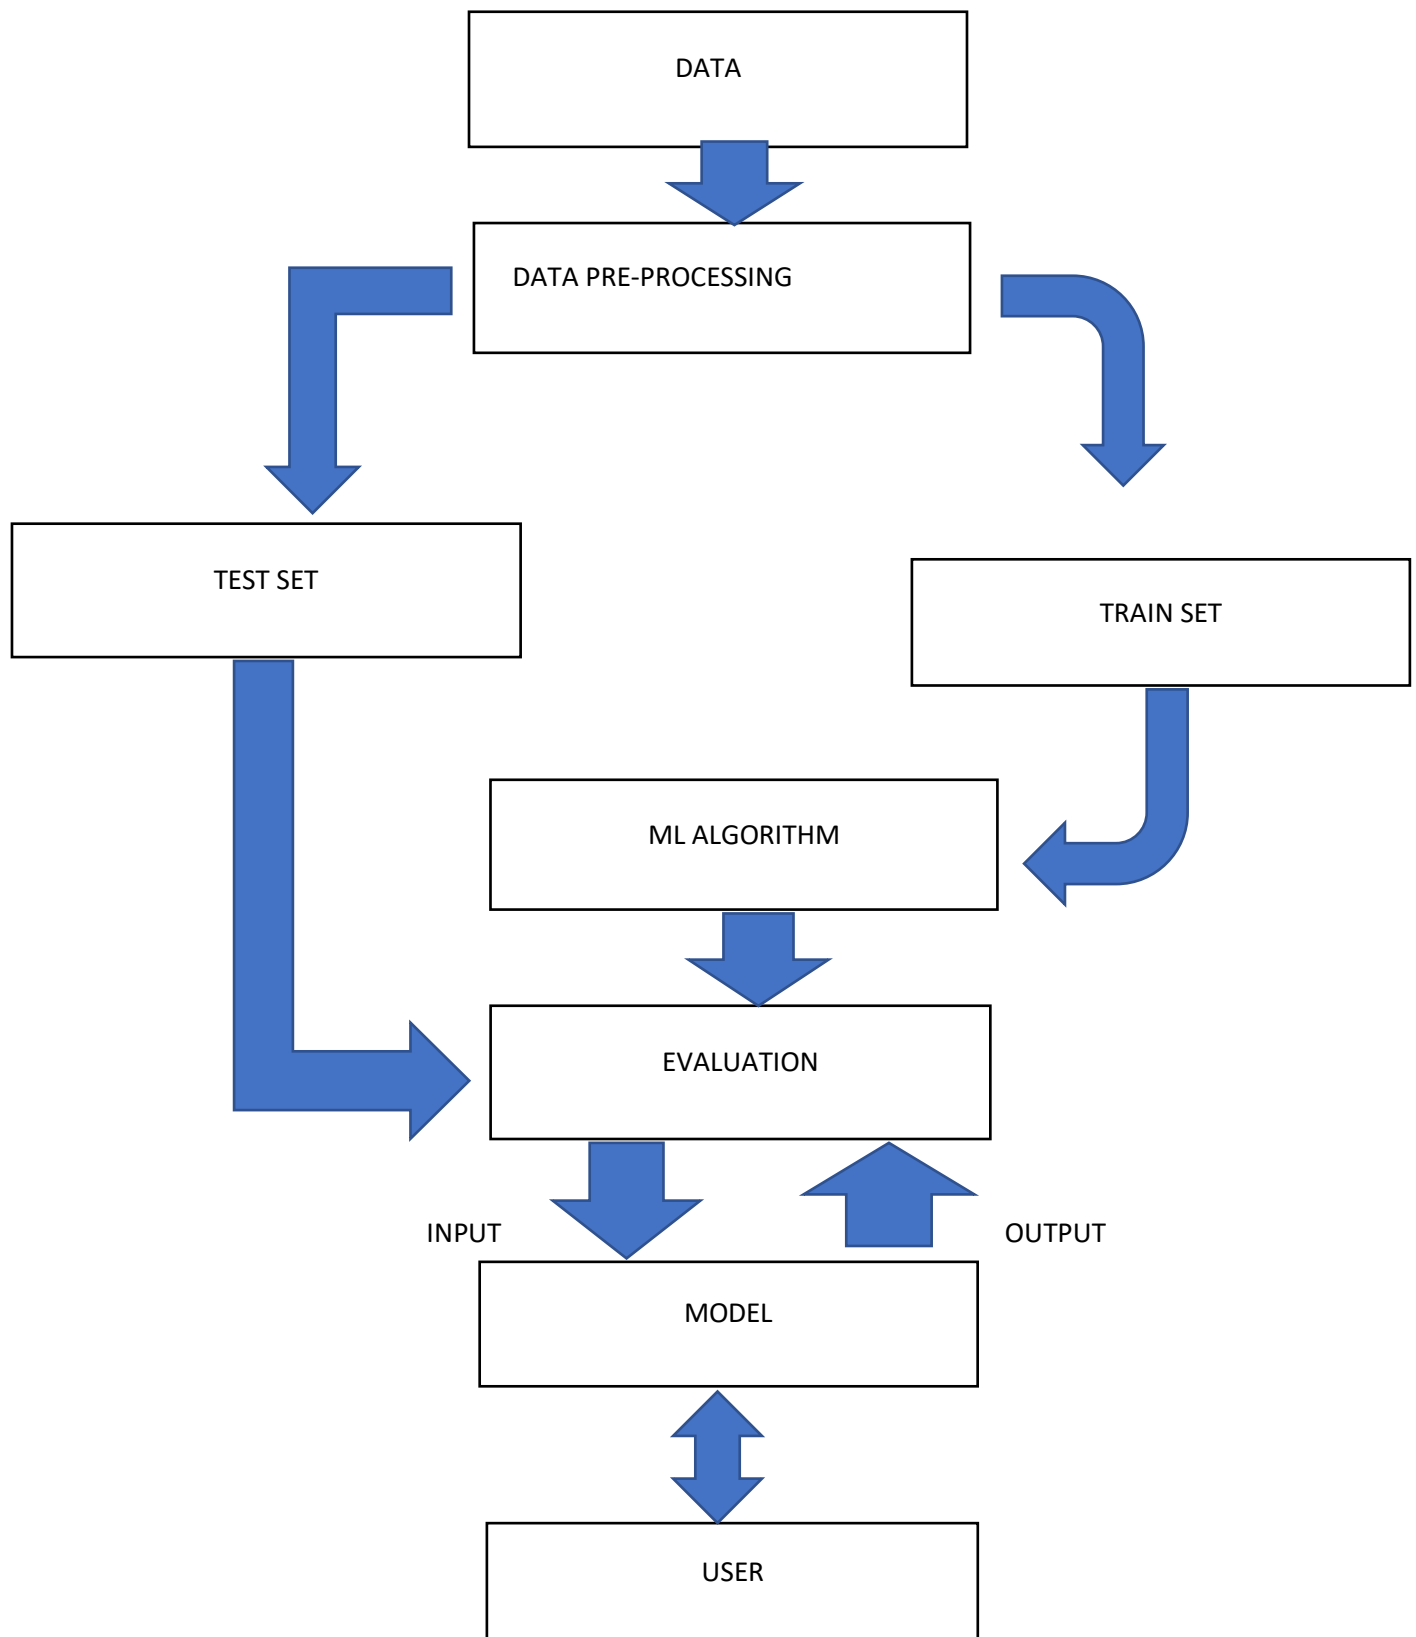 DATA
DATA PRE-PROCESSING
TEST SET
TRAIN SET
ML ALGORITHM
EVALUATION
INPUT
OUTPUT
MODEL
USER